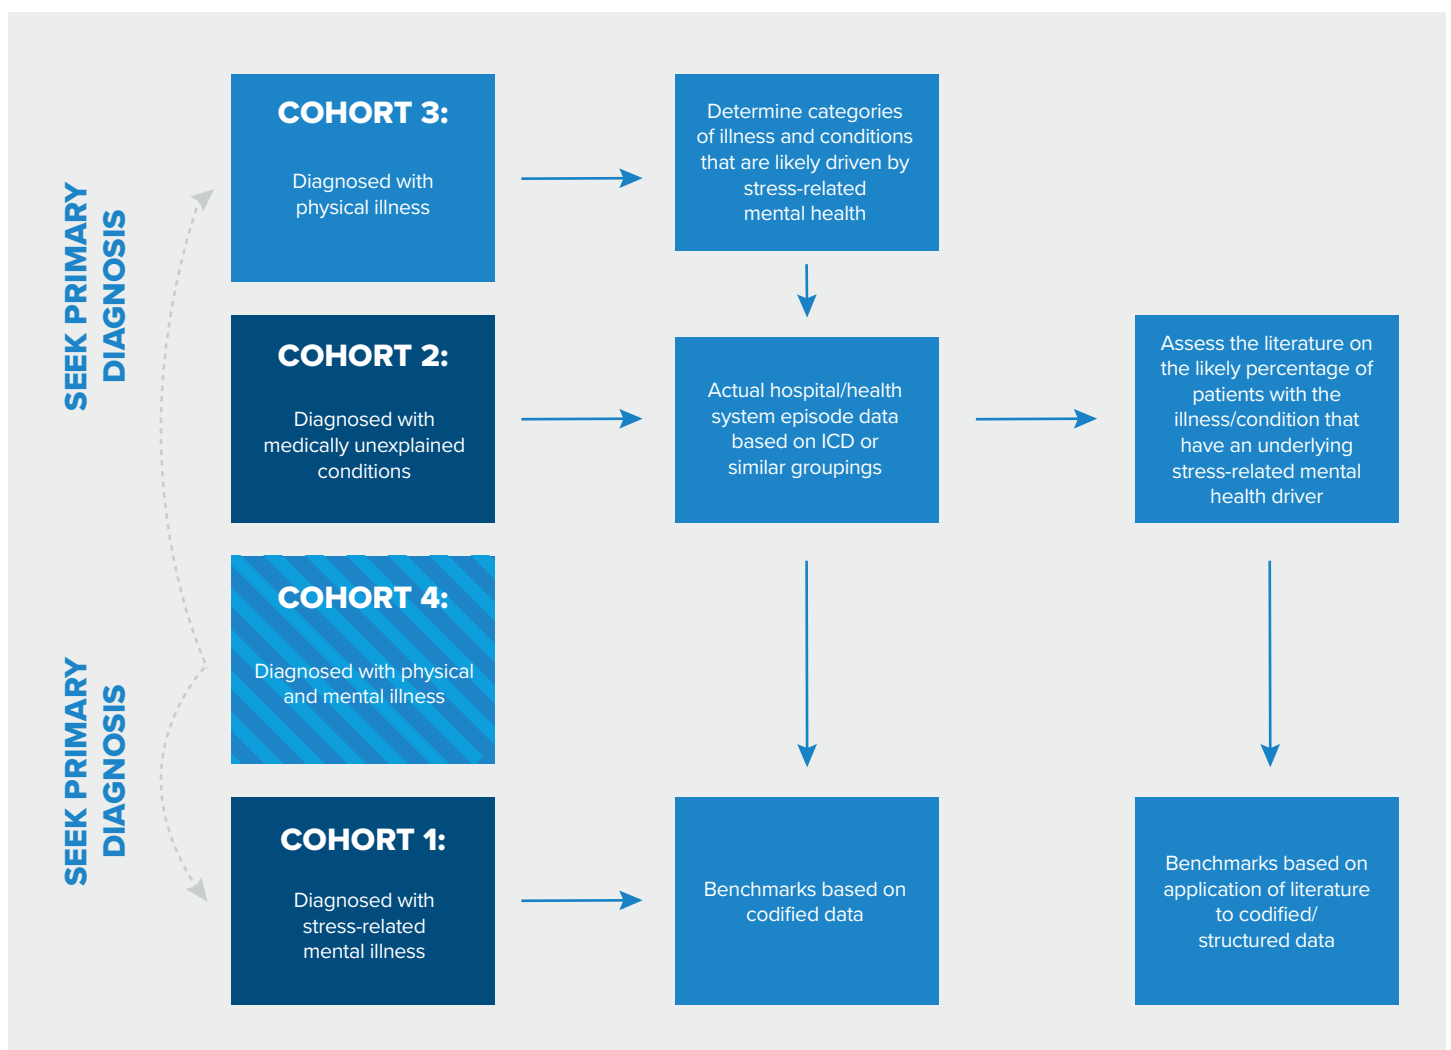 SEEK PRIMARY
DIAGNOSIS
COHORT 3:
Diagnosed with
physical illness
Determine categories
of illness and conditions
that are likely driven by
stress-related
mental health
COHORT 2:
Diagnosed with
medically unexplained
conditions
Actual hospital/health
system episode data
based on ICD or
similar groupings
Assess the literature on
the likely percentage of
patients with the
illness/condition that
have an underlying
stress-related mental
health driver
SEEK PRIMARY
DIAGNOSIS
COHORT 4:
Diagnosed with physical
and mental illness
COHORT 1:
Diagnosed with
stress-related
mental illness
Benchmarks based on
codified data
Benchmarks based on
application of literature
to codified/
structured data